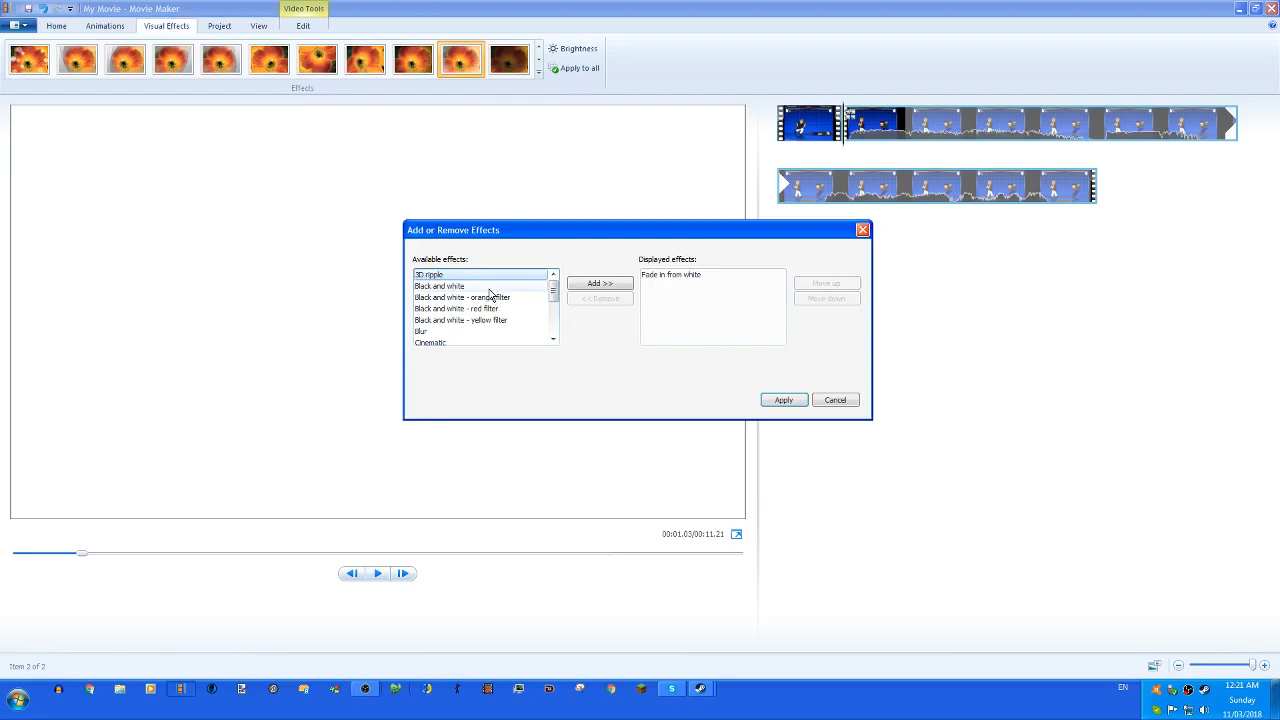 My Movie - Movie Maker
Video Tools
Home
Animations
Visual Effects
Project
View
Edit
Brightness
Apply to all
Effects
Add or Remove Effects
Available effects:
Displayed effects:
3D ripple
Black and white
Black and white - orange filter
Black and white - red filter
Black and white - yellow filter
Blur
Cinematic
Add >>
<< Remove
Fade in from white
Move up
Move down
Apply
Cancel
00:01.03/00:11.21
Item 2 of 2
EN
12:21 AM
Sunday
11/03/2018